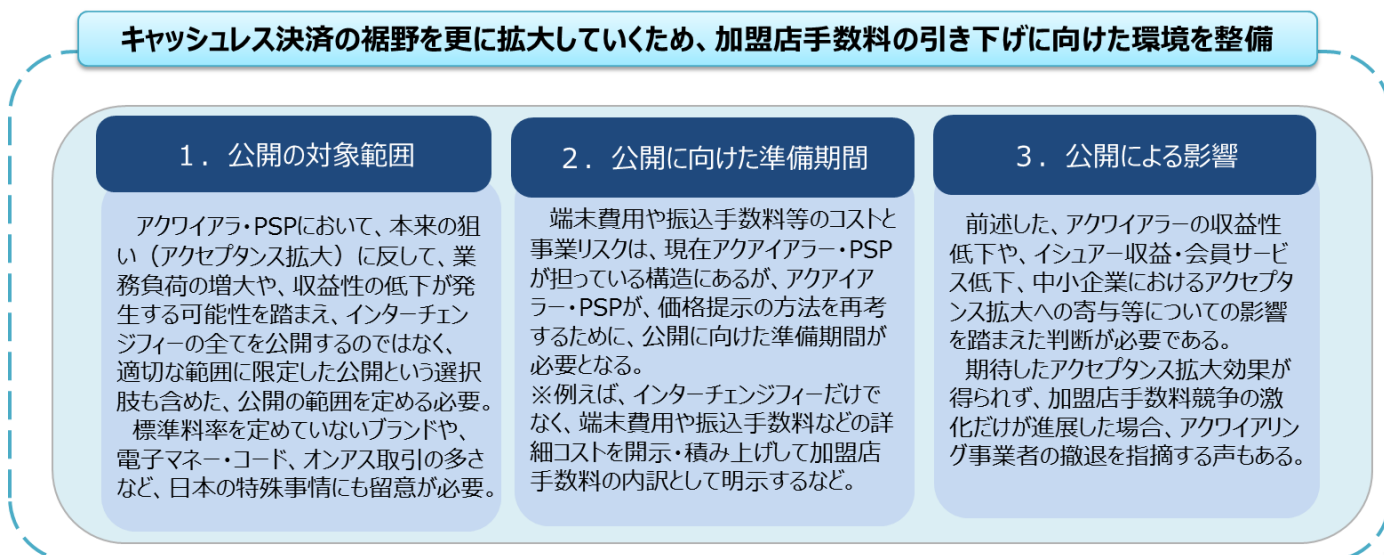 キャッシュレス決済の裾野を更に拡大していくため、加盟店手数料の引き下げに向けた環境を整備
１．公開の対象範囲
アクワイアラ・PSPにおいて、本来の狙
い（アクセプタンス拡大）に反して、業
務負荷の増大や、収益性の低下が発
生する可能性を踏まえ、インターチェン
ジフィーの全てを公開するのではなく、
適切な範囲に限定した公開という選択
肢も含めた、公開の範囲を定める必要。
標準料率を定めていないブランドや、
電子マネー・コード、オンアス取引の多さ
など、日本の特殊事情にも留意が必要。
２．公開に向けた準備期間
端末費用や振込手数料等のコストと
事業リスクは、現在アクアイアラー・PSP
が担っている構造にあるが、アクアイア
ラー・PSPが、価格提示の方法を再考
するために、公開に向けた準備期間が
必要となる。
※例えば、インターチェンジフィーだけで
なく、端末費用や振込手数料などの詳
細コストを開示・積み上げして加盟店
手数料の内訳として明示するなど。
３．公開による影響
前述した、アクワイアラーの収益性
低下や、イシュアー収益・会員サービ
ス低下、中小企業におけるアクセプタ
ンス拡大への寄与等についての影響
を踏まえた判断が必要である。
期待したアクセプタンス拡大効果が
得られず、加盟店手数料競争の激
化だけが進展した場合、アクワイアリン
グ事業者の撤退を指摘する声もある。